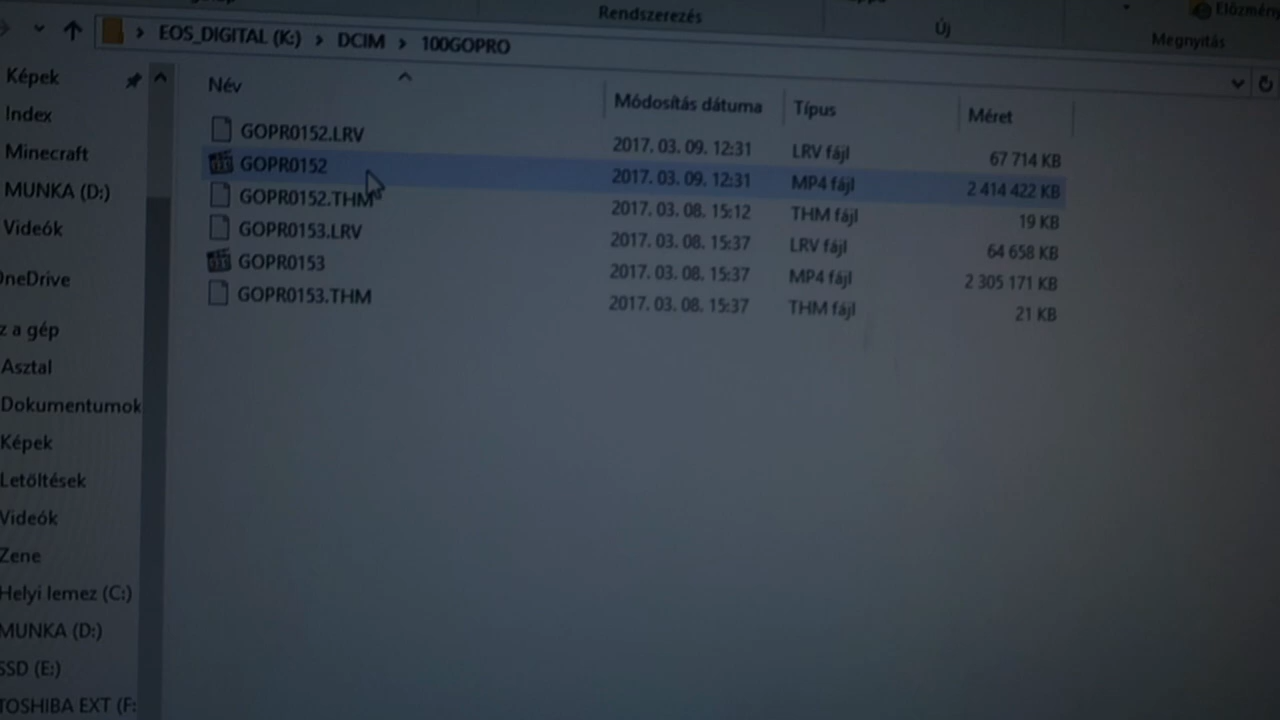 Rendszerezés
Új
Megnyitás
EOS_DIGITAL (K:) > DCIM > 100GOPRO
Képek
Index
Minecraft
MUNKA (D:)
Videók
OneDrive
z a gép
Asztal
Dokumentumok
Képek
Letöltések
Videók
Zene
Helyi lemez (C:)
MUNKA (D:)
SSD (E:)
TOSHIBA EXT (F:
Név Módosítás dátuma Típus Méret
GOPR0152.LRV 2017. 03. 09. 12:31 LRV fájl 67 714 KB
GOPR0152 2017. 03. 09. 12:31 MP4 fájl 2 414 422 KB
GOPR0152.THM 2017. 03. 08. 15:12 THM fájl 19 KB
GOPR0153.LRV 2017. 03. 08. 15:37 LRV fájl 64 658 KB
GOPR0153 2017. 03. 08. 15:37 MP4 fájl 2 305 171 KB
GOPR0153.THM 2017. 03. 08. 15:37 THM fájl 21 KB